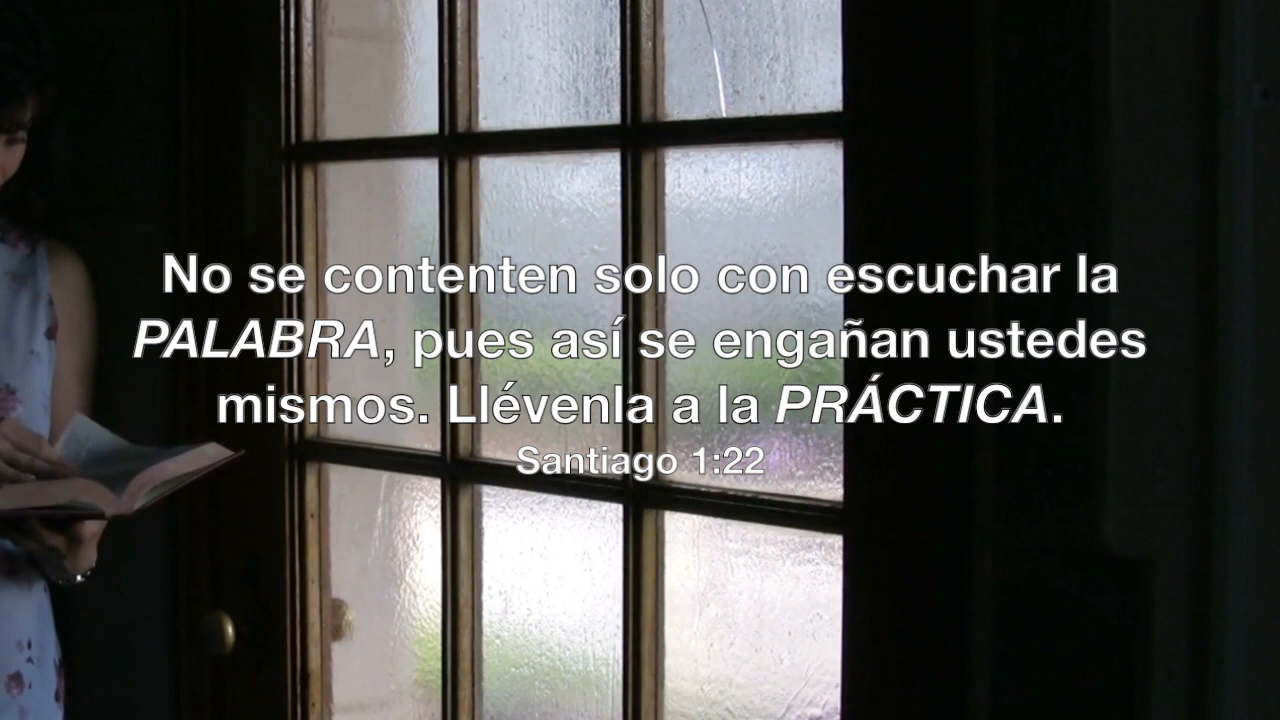 No se contenten solo con escuchar la
PALABRA, pues así se engañan ustedes
mismos. Llévenla a la PRÁCTICA.
Santiago 1:22